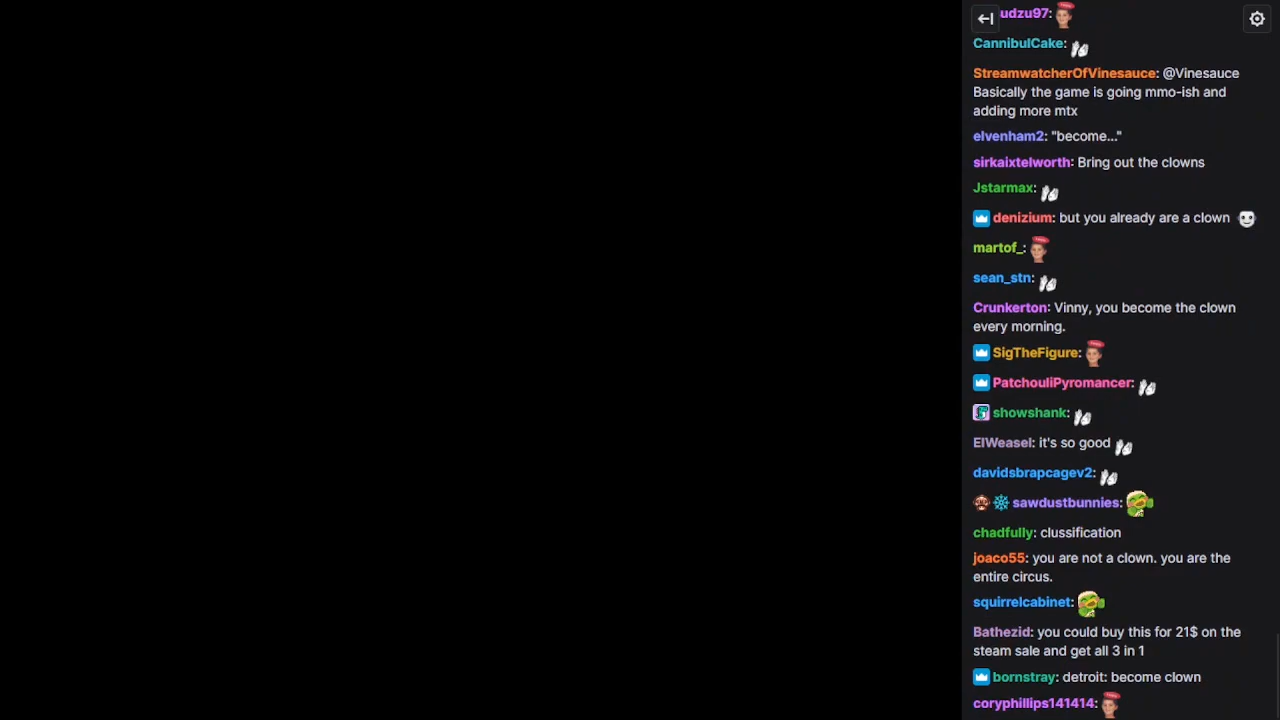 udzu97:
CannibulCake:
StreamwatcherOfVinesauce: @Vinesauce
Basically the game is going mmo-ish and
adding more mtx
elvenham2: "become..."
sirkaixtelworth: Bring out the clowns
Jstarmax:
denizium: but you already are a clown
martof_:
sean_stn:
Crunkerton: Vinny, you become the clown
every morning.
SigTheFigure:
PatchouliPyromancer:
showshank:
ElWeasel: it's so good
davidsbrapcagev2:
sawdustbunnies:
chadfully: clussification
joaco55: you are not a clown. you are the
entire circus.
squirrelcabinet:
Bathezid: you could buy this for 21$ on the
steam sale and get all 3 in 1
bornstray: detroit: become clown
coryphillips141414: